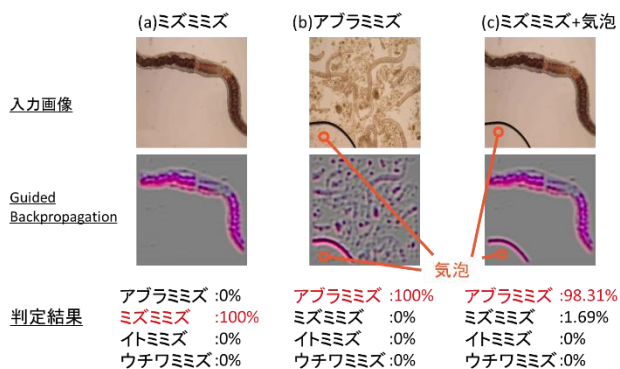 (a)ミズミミズ
(b)アブラミミズ
(c)ミズミミズ+気泡
入力画像
Guided
Backpropagation
気泡
判定結果
アブラミミズ :0%
ミズミミズ :100%
イトミミズ :0%
ウチワミミズ :0%
アブラミミズ :100%
ミズミミズ :0%
イトミミズ :0%
ウチワミミズ :0%
アブラミミズ :98.31%
ミズミミズ :1.69%
イトミミズ :0%
ウチワミミズ :0%